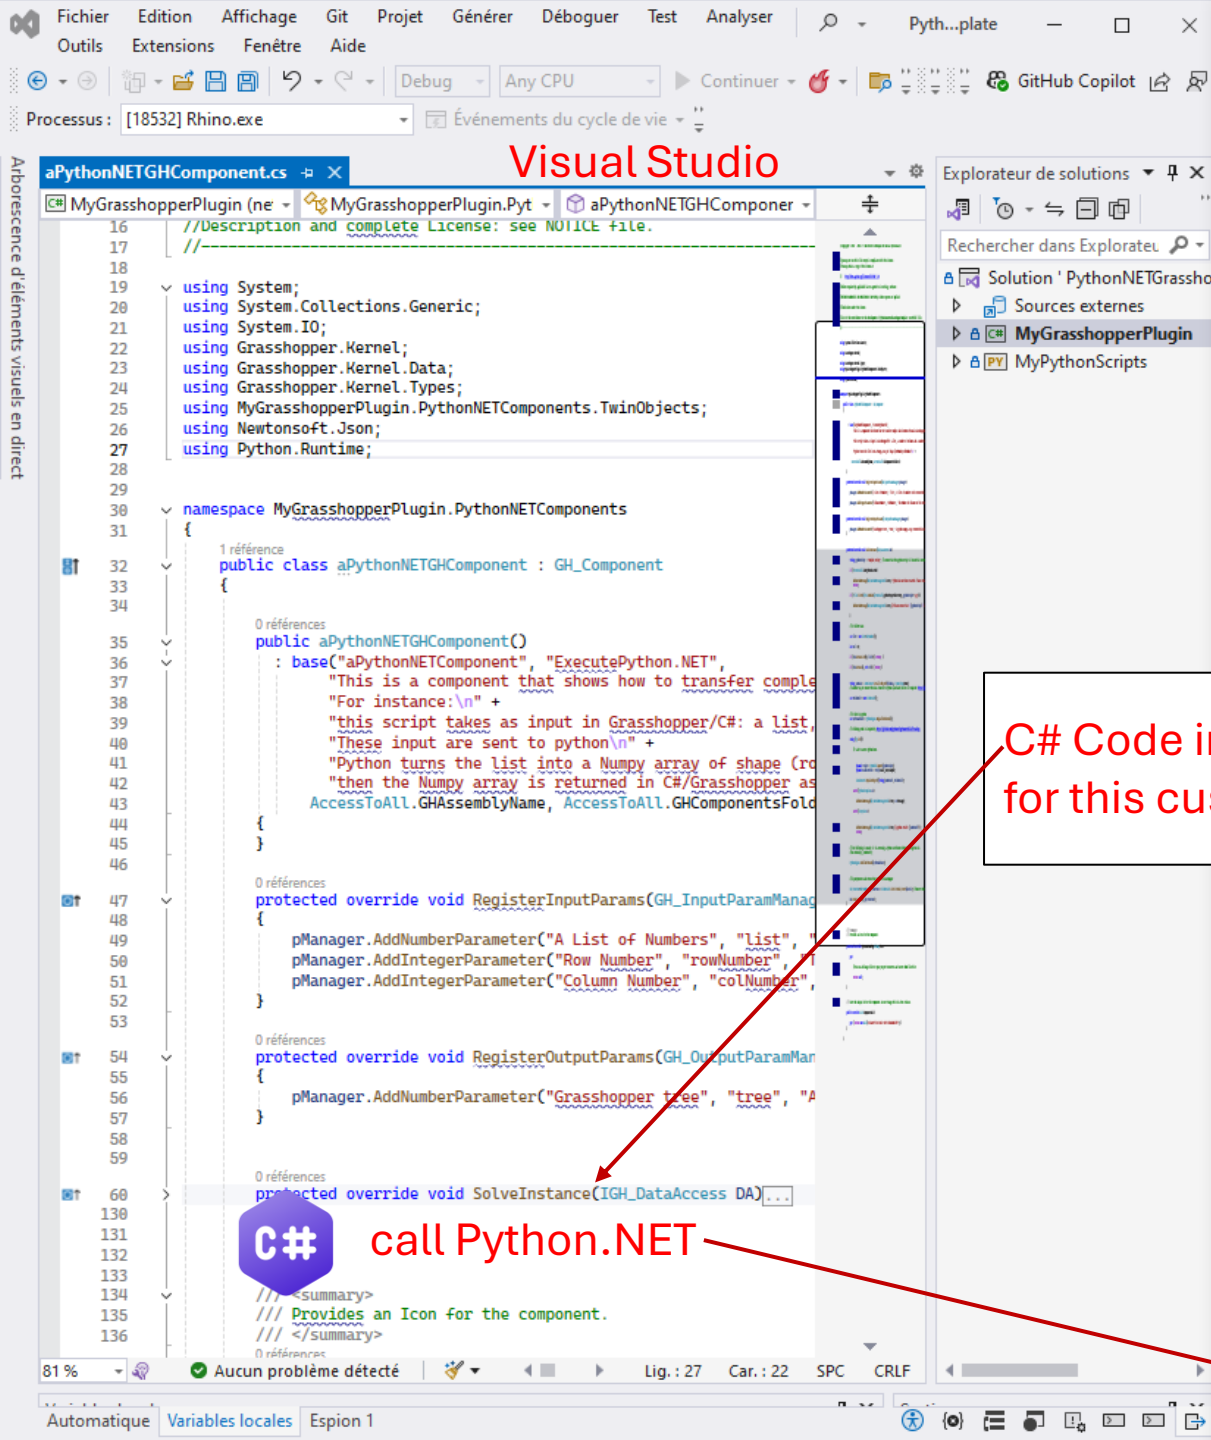 Fichier Edition Affichage Git Projet Générer Déboguer Test Analyser Pyth...plate
Outils Extensions Fenêtre Aide
Debug Any CPU Continuer GitHub Copilot
Processus : [18532] Rhino.exe Événements du cycle de vie
Visual Studio
Arborescence d'éléments visuels en direct
aPythonNETGHComponent.cs
Explorateur de solutions
C# MyGrasshopperPlugin (ne MyGrasshopperPlugin.Pyt aPythonNETGHComponer
Rechercher dans Explorateu
Solution ' PythonNETGrassho
Sources externes
C# MyGrasshopperPlugin
PY MyPythonScripts
16 //Description and complete License: see NOTICE file.
17 //
18
19 using System;
20 using System.Collections.Generic;
21 using System.IO;
22 using Grasshopper.Kernel;
23 using Grasshopper.Kernel.Data;
24 using Grasshopper.Kernel.Types;
25 using MyGrasshopperPlugin.PythonNETComponents.TwinObjects;
26 using Newtonsoft.Json;
27 using Python.Runtime;
28
29
30 namespace MyGrasshopperPlugin.PythonNETComponents
31 {
1 référence
32 public class aPythonNETGHComponent : GH_Component
33 {
34
0 références
35 public aPythonNETGHComponent()
36 : base("aPythonNETComponent", "ExecutePython.NET",
37 "This is a component that shows how to transfer comple
38 "For instance:\n" +
39 "this script takes as input in Grasshopper/C#: a list,
40 "These input are sent to python\n" +
41 "Python turns the list into a Numpy array of shape (ro
42 "then the Numpy array is returned in C#/Grasshopper as
43 AccessToAll.GHAssemblyName, AccessToAll.GHComponentsFold
44 {
45 }
46
0 références
47 protected override void RegisterInputParams(GH_InputParamManag
48 {
49 pManager.AddNumberParameter("A List of Numbers", "list", "
50 pManager.AddIntegerParameter("Row Number", "rowNumber", "T
51 pManager.AddIntegerParameter("Column Number", "colNumber",
52 }
53
0 références
54 protected override void RegisterOutputParams(GH_OutputParamMan
55 {
56 pManager.AddNumberParameter("Grasshopper tree", "tree", "A
57 }
58
59
0 références
60 protected override void SolveInstance(IGH_DataAccess DA)...
130
131
132
133
134 /// <summary>
135 /// Provides an Icon for the component.
136 /// </summary>
0 références
C# Code i
for this cu
C#
call Python.NET
81 % Aucun problème détecté Lig. : 27 Car. : 22 SPC CRLF
Automatique Variables locales Espion 1